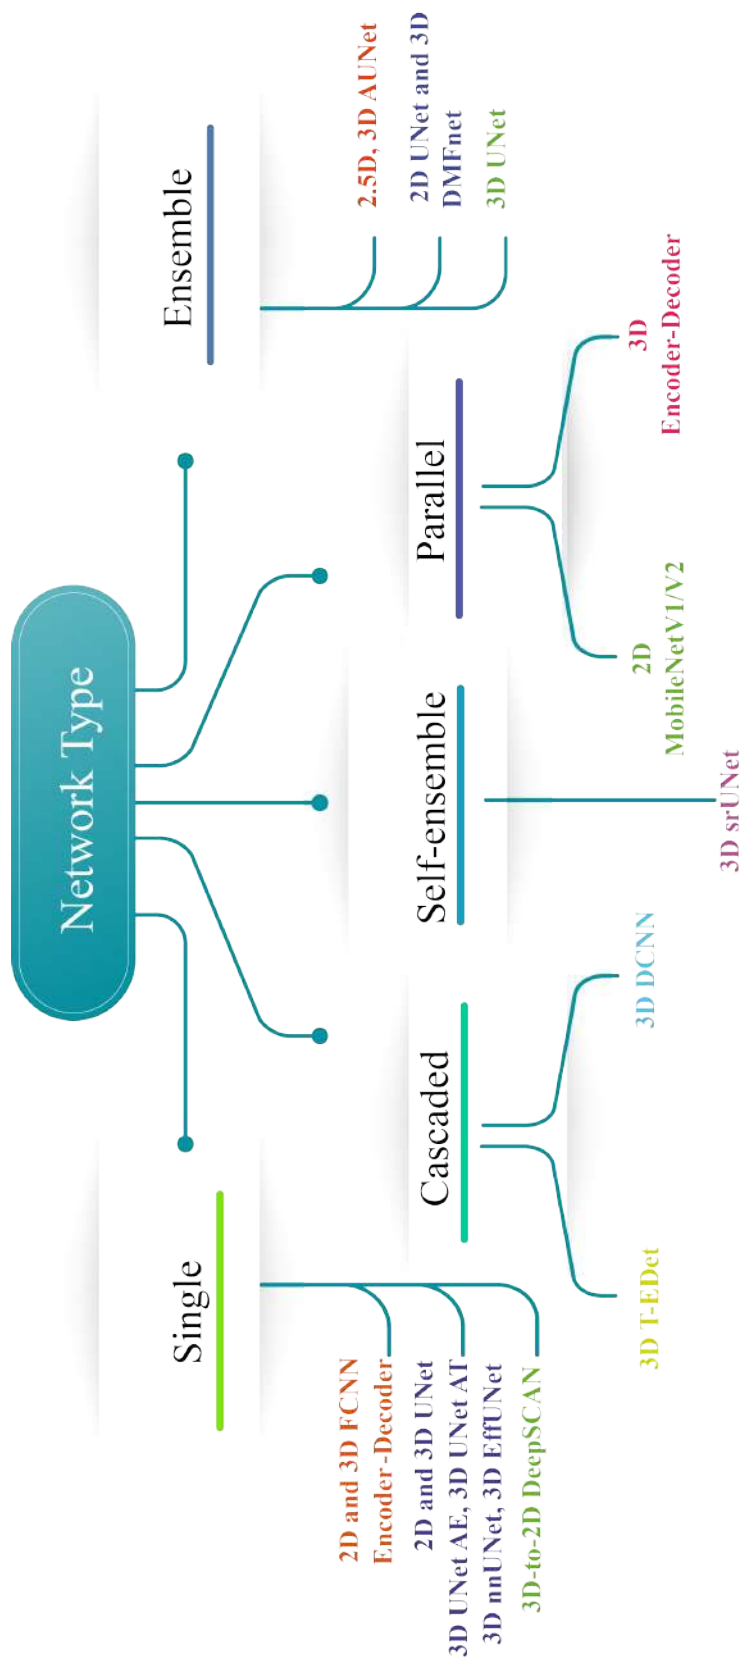 Network Type
Single
2D and 3D FCNN
Encoder-Decoder
2D and 3D UNet
3D UNet AE, 3D UNet AT
3D nnUNet, 3D EffUNet
3D-to-2D DeepSCAN
Cascaded
3D T-EDet
3D DCNN
Self-ensemble
3D srUNet
Parallel
2D
MobileNetV1/V2
3D
Encoder-Decoder
Ensemble
2.5D, 3D AUNet
2D UNet and 3D
DMFnet
3D UNet